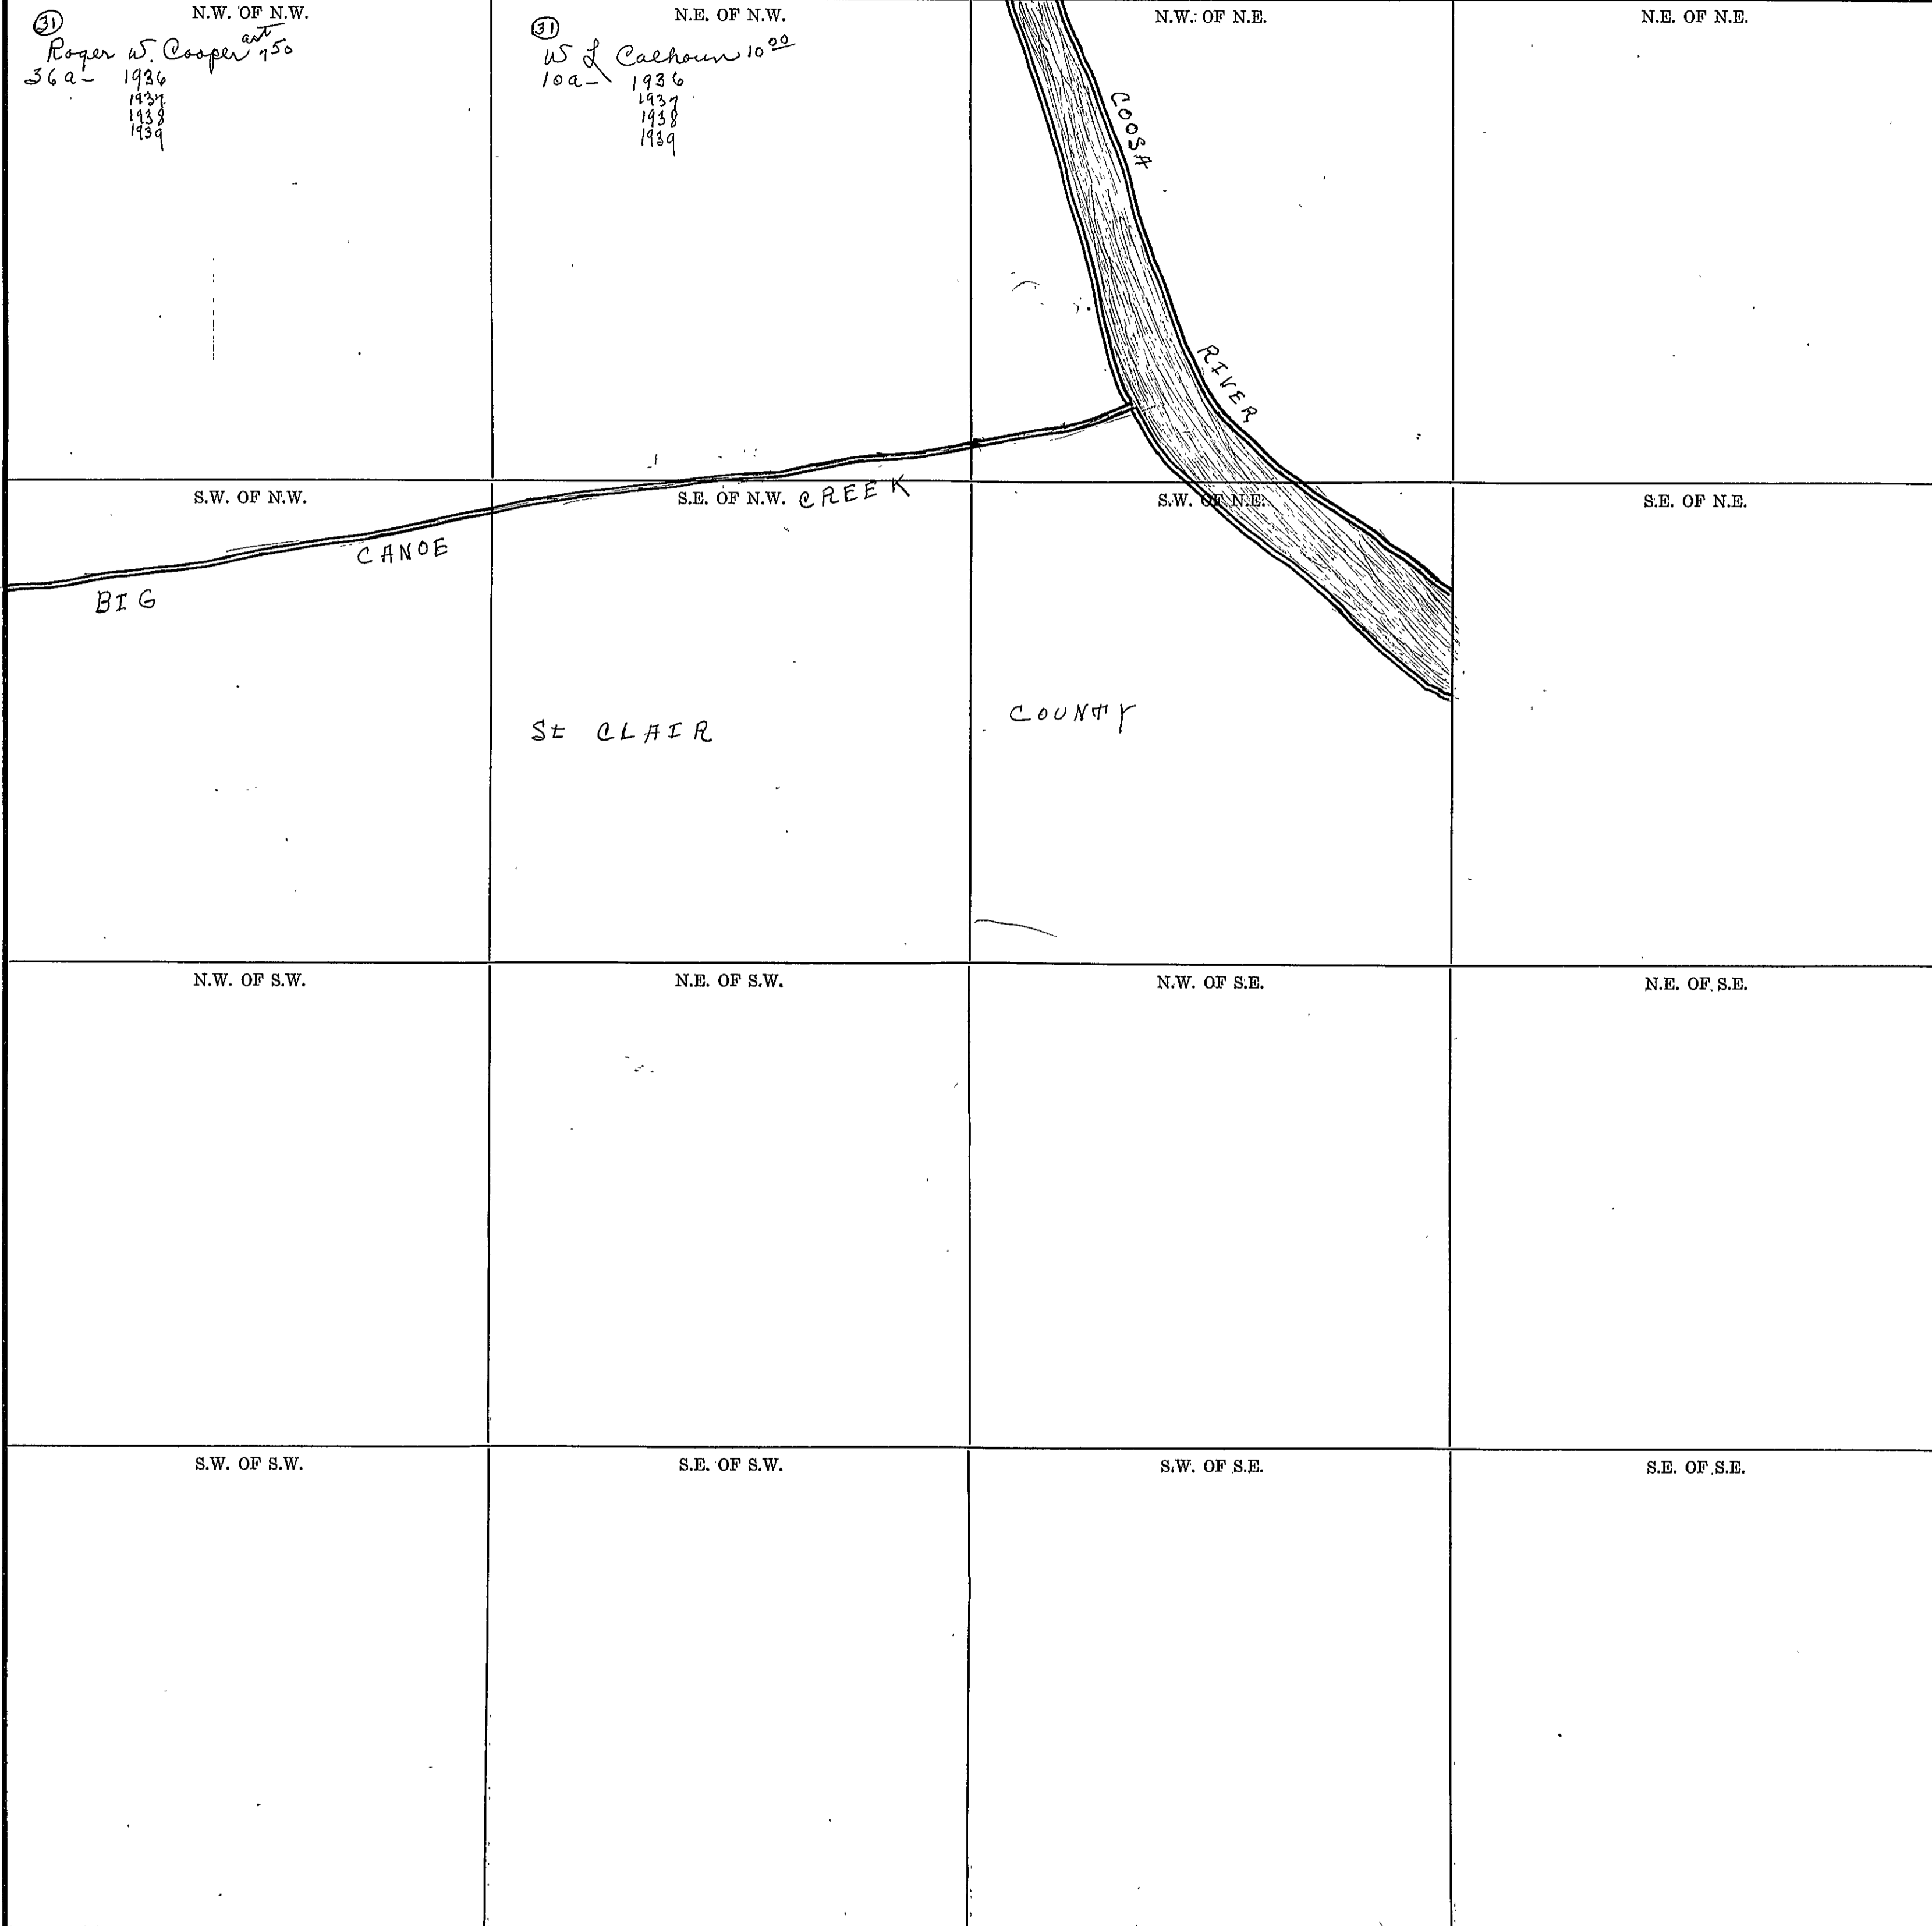 N.W. OF N.W.
31
Roger W. Cooper ast 7 50
36a- 1936
1937
1938
1939
N.E. OF N.W.
31
W L Calhoun 10 00
10a- 1936
1937
1938
1939
N.W. OF N.E.
COOSA
RIVER
N.E. OF N.E.
S.W. OF N.W.
BIG
CANOE
S.E. OF N.W.
CREEK
S.W. OF N.E.
S.E. OF N.E.
St CLAIR
COUNTY
N.W. OF S.W.
N.E. OF S.W.
N.W. OF S.E.
N.E. OF S.E.
S.W. OF S.W.
S.E. OF S.W.
S.W. OF S.E.
S.E. OF S.E.